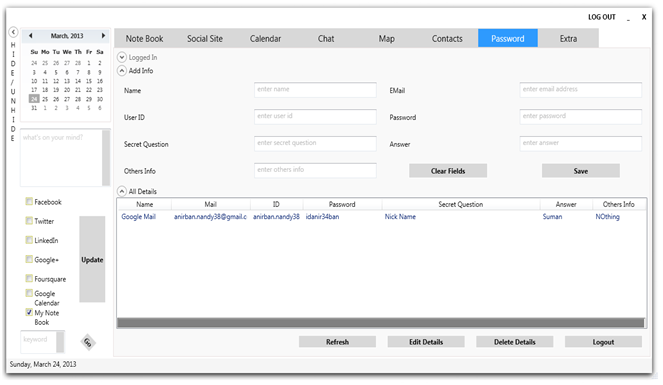 LOG OUT _ X
March, 2013
Su Mo Tu We Th Fr Sa
24 25 26 27 28 1 2
3 4 5 6 7 8 9
10 11 12 13 14 15 16
17 18 19 20 21 22 23
24 25 26 27 28 29 30
31 1 2 3 4 5 6
HIDE/UNHIDE
what's on your mind?
Facebook
Twitter
LinkedIn
Google+
Foursquare
Google
Calendar
My Note
Book
Update
keyword
Go
Note Book Social Site Calendar Chat Map Contacts Password Extra
Logged In
Add Info
Name enter name EMail enter email address
User ID enter user id Password enter password
Secret Question enter secret question Answer enter answer
Others Info enter others info Clear Fields Save
All Details
Name Mail ID Password Secret Question Answer Others Info
Google Mail anirban.nandy38@gmail.c anirban.nandy38 idanir34ban Nick Name Suman NOthing
Refresh Edit Details Delete Details Logout
Sunday, March 24, 2013